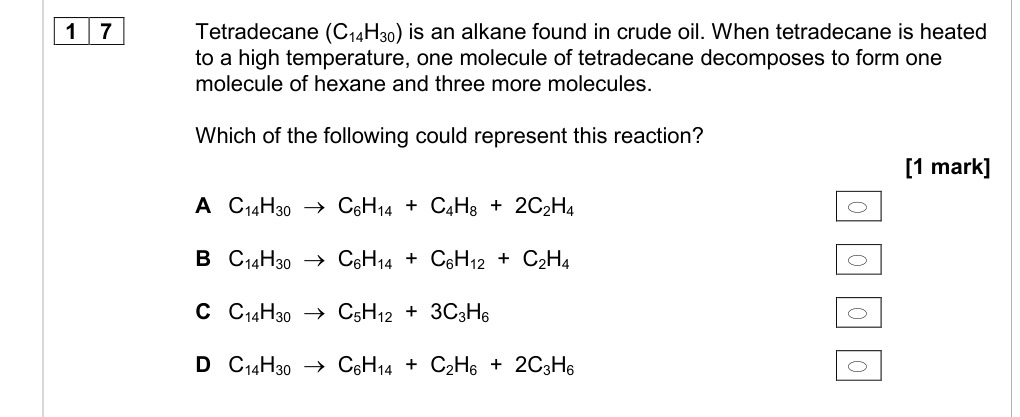 1 7 Tetradecane (C₁₄H₃₀) is an alkane found in crude oil. When tetradecane is heated
to a high temperature, one molecule of tetradecane decomposes to form one
molecule of hexane and three more molecules.
Which of the following could represent this reaction?
[1 mark]
A C₁₄H₃₀ → C₆H₁₄ + C₄H₈ + 2C₂H₄
B C₁₄H₃₀ → C₆H₁₄ + C₆H₁₂ + C₂H₄
C C₁₄H₃₀ → C₅H₁₂ + 3C₃H₆
D C₁₄H₃₀ → C₆H₁₄ + C₂H₆ + 2C₃H₆